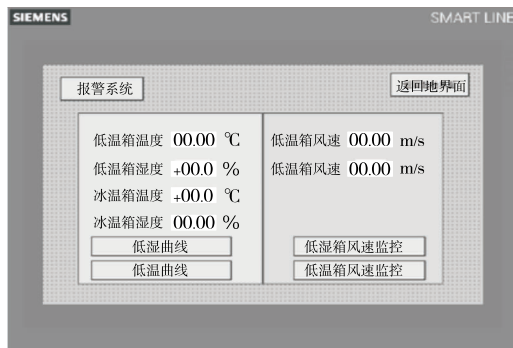 SIEMENS
SMART LINE
报警系统
返回地界面
低温箱温度 00.00 ℃
低温箱湿度 +00.0 %
冰温箱温度 +00.0 ℃
冰温箱湿度 00.00 %
低湿曲线
低温曲线
低温箱风速 00.00 m/s
低温箱风速 00.00 m/s
低湿箱风速监控
低温箱风速监控